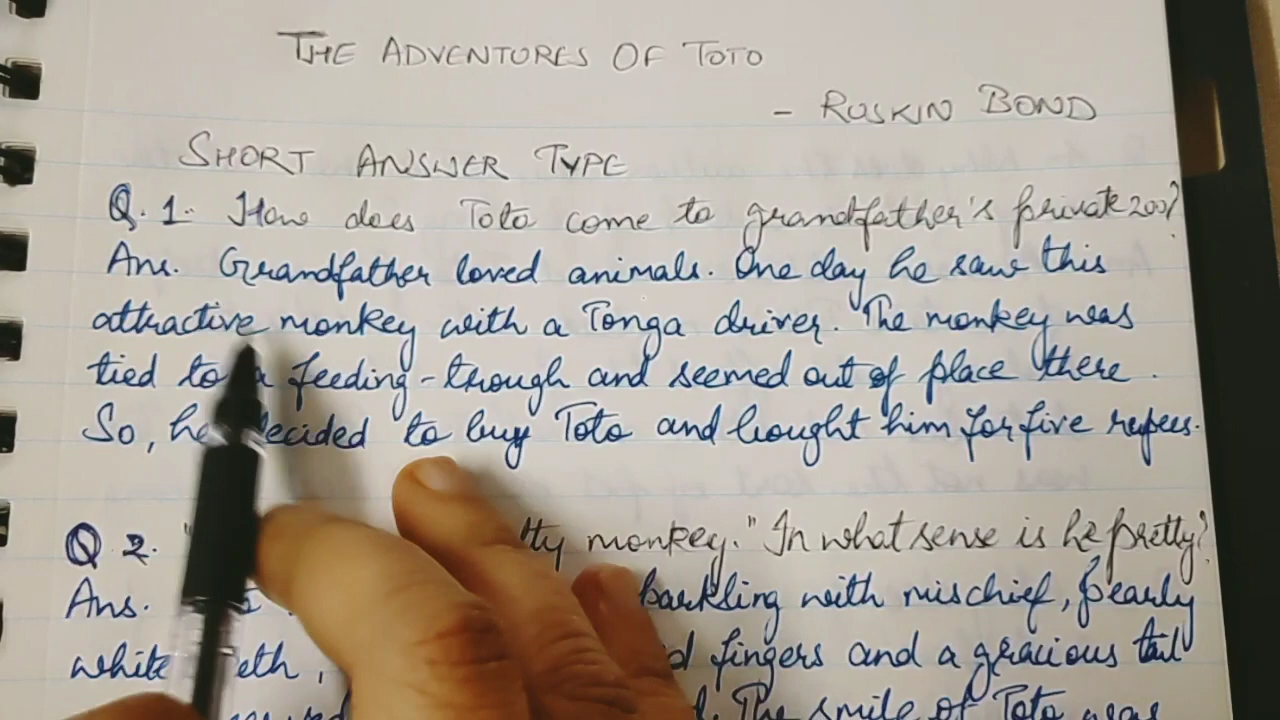 THE ADVENTURES OF TOTO
- RUSKIN BOND
SHORT ANSWER TYPE
Q.1. How does Toto come to grandfather's private zoo?
Ans. Grandfather loved animals. One day he saw this
attractive monkey with a Tonga driver. The monkey was
tied to a feeding-trough and seemed out of place there.
So, he decided to buy Toto and bought him for five rupees.
Q.2. monkey." In what sense is he pretty?
Ans. with mischief, pearly
white fingers and a gracious tail
The smile of Toto was